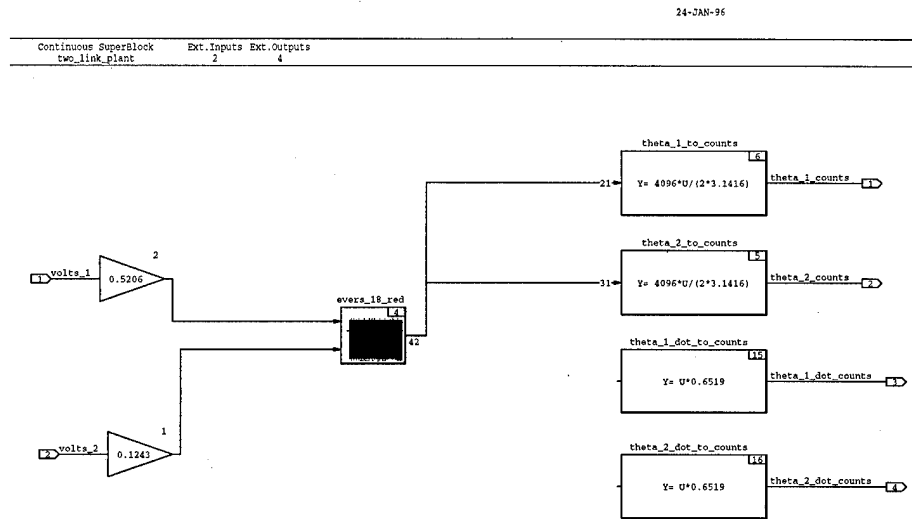 24-JAN-96
Continuous SuperBlock Ext.Inputs Ext.Outputs
two_link_plant 2 4
theta_1_to_counts
6
21 Y= 4096*U/(2*3.1416) theta_1_counts 1
2
1 volts_1 0.5206
theta_2_to_counts
5
31 Y= 4096*U/(2*3.1416) theta_2_counts 2
evers_18_red
4
42
theta_1_dot_to_counts
15
Y= U*0.6519 theta_1_dot_counts 3
1
2 volts_2 0.1243
theta_2_dot_to_counts
16
Y= U*0.6519 theta_2_dot_counts 4